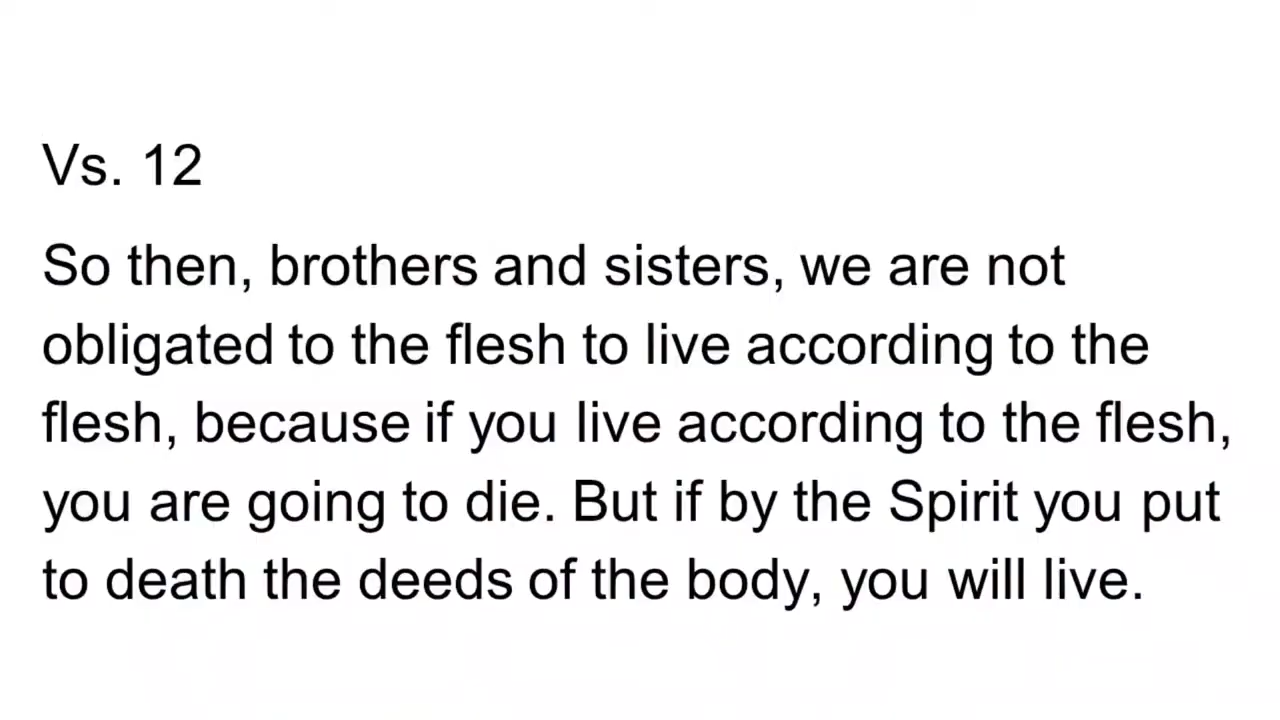 Vs. 12
So then, brothers and sisters, we are not
obligated to the flesh to live according to the
flesh, because if you live according to the flesh,
you are going to die. But if by the Spirit you put
to death the deeds of the body, you will live.